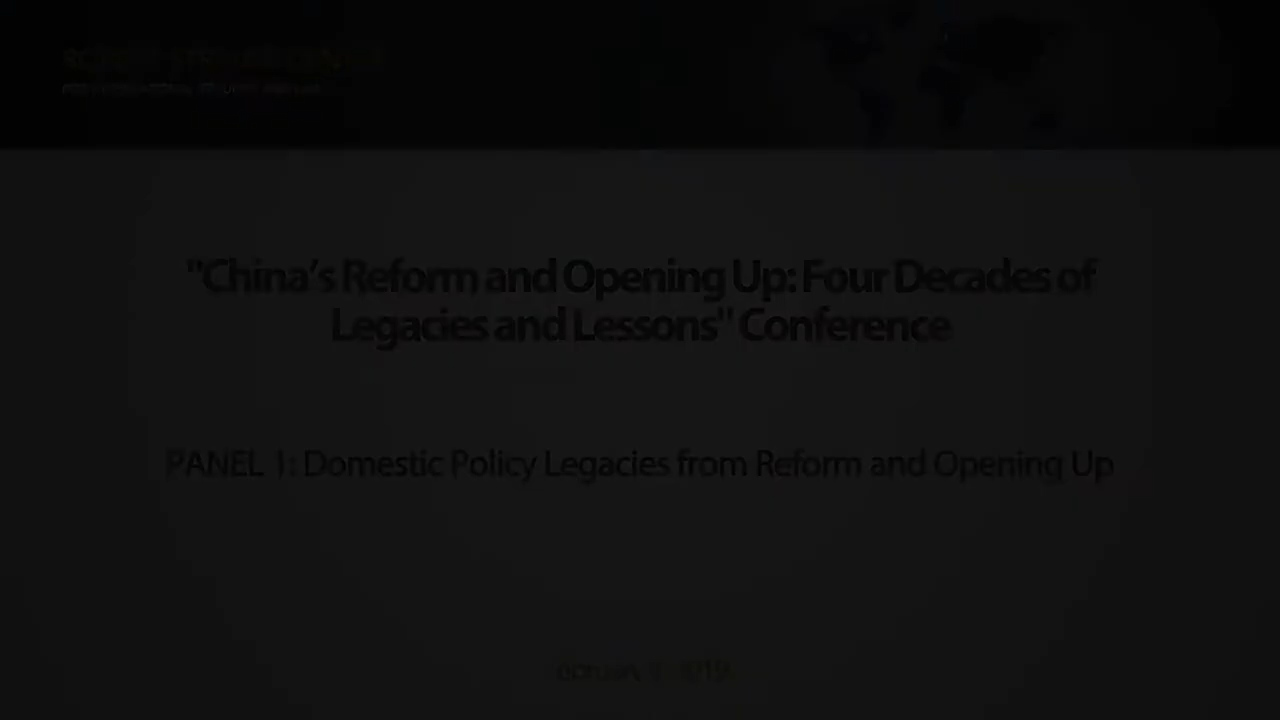 "China's Reform and Opening Up: Four Decades of
Legacies and Lessons" Conference
PANEL 1: Domestic Policy Legacies from Reform and Opening Up